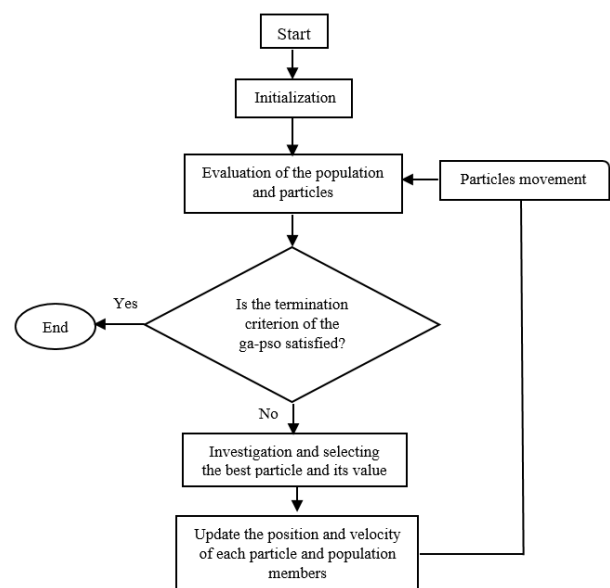 Start
Initialization
Evaluation of the population
and particles
Particles movement
Is the termination
criterion of the
ga-pso satisfied?
Yes
End
No
Investigation and selecting
the best particle and its value
Update the position and velocity
of each particle and population
members